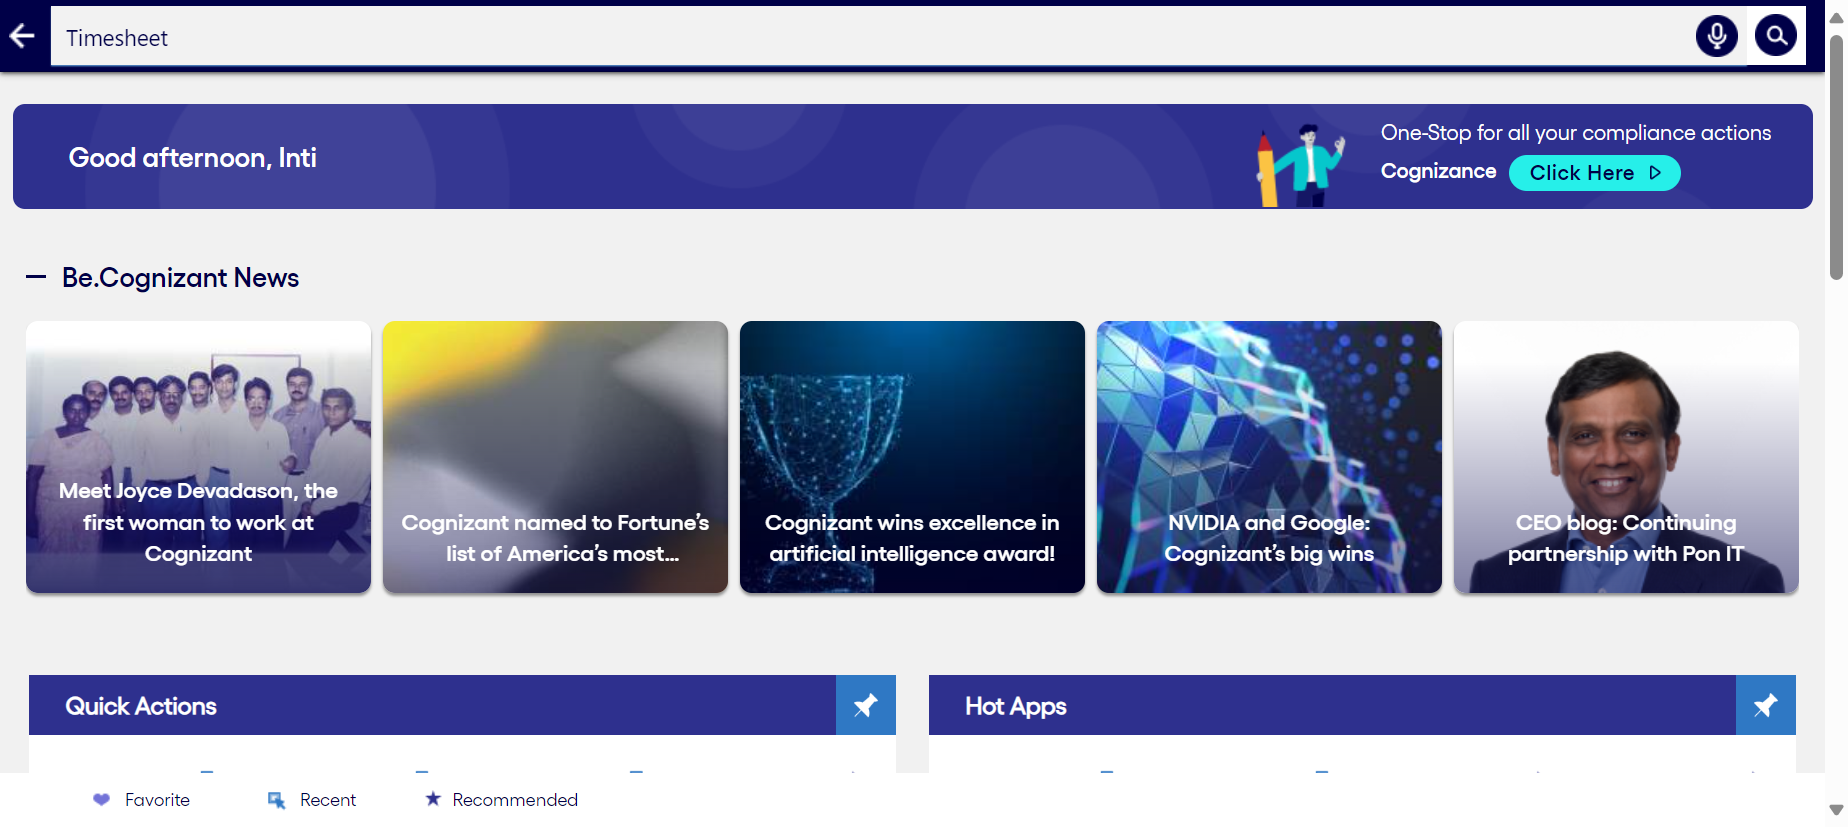 Timesheet
Good afternoon, Inti
One-Stop for all your compliance actions
Cognizance Click Here
Be.Cognizant News
Meet Joyce Devadason, the
first woman to work at
Cognizant
Cognizant named to Fortune’s
list of America’s most...
Cognizant wins excellence in
artificial intelligence award!
NVIDIA and Google:
Cognizant’s big wins
CEO blog: Continuing
partnership with Pon IT
Quick Actions
Hot Apps
Favorite
Recent
Recommended